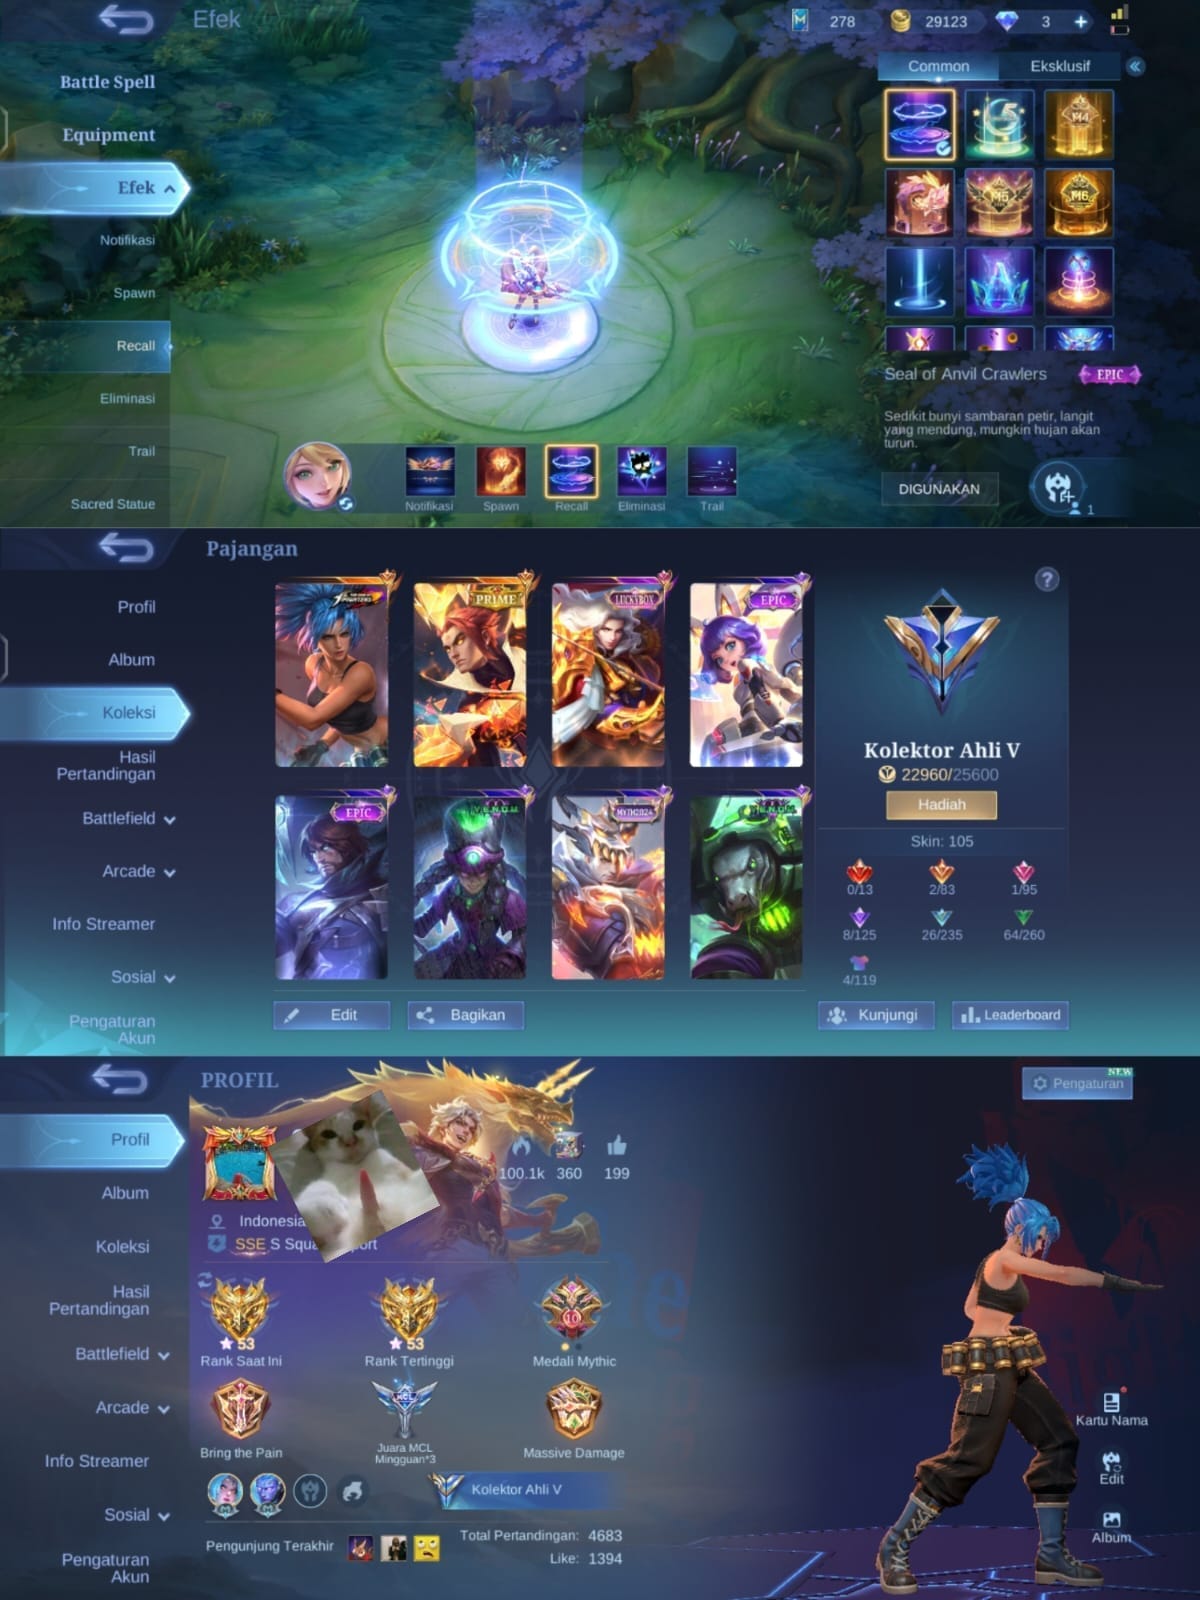 Efek
278
29123
3
Battle Spell
Equipment
Efek
Notifikasi
Spawn
Recall
Eliminasi
Trail
Sacred Statue
Common
Eksklusif
M4
M5
M6
Seal of Anvil Crawlers
EPIC
Sedikit bunyi sambaran petir, langit
yang mendung, mungkin hujan akan
turun.
DIGUNAKAN
1
Notifikasi
Spawn
Recall
Eliminasi
Trail
Pajangan
Profil
Album
Koleksi
Hasil
Pertandingan
Battlefield
Arcade
Info Streamer
Sosial
Pengaturan
Akun
PRIME
LUCKYBOX
EPIC
EPIC
V.E.N.O.M
V.E.N.O.M
Edit
Bagikan
?
Kolektor Ahli V
22960/25600
Hadiah
Skin: 105
0/13
2/83
1/95
8/125
26/235
64/260
4/119
Kunjungi
Leaderboard
PROFIL
Profil
Album
Koleksi
Hasil
Pertandingan
Battlefield
Arcade
Info Streamer
Sosial
Pengaturan
Akun
NEW
Pengaturan
100.1k
360
199
Indonesia
SSE S Squ
53
Rank Saat Ini
53
Rank Tertinggi
10
Medali Mythic
Bring the Pain
MCL
Juara MCL
Mingguan*3
Massive Damage
Kolektor Ahli V
Pengunjung Terakhir
Total Pertandingan: 4683
Like: 1394
Kartu Nama
Edit
Album